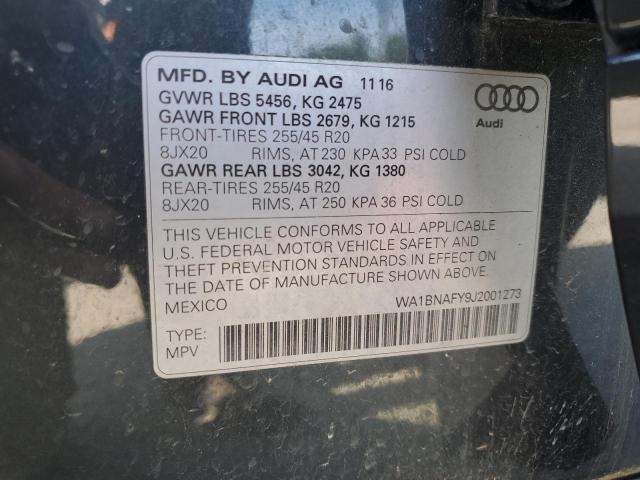 MFD. BY AUDI AG 11 16
GVWR LBS 5456, KG 2475
GAWR FRONT LBS 2679, KG 1215
FRONT-TIRES 255/45 R20
8JX20 RIMS, AT 230 KPA 33 PSI COLD
GAWR REAR LBS 3042, KG 1380
REAR-TIRES 255/45 R20
8JX20 RIMS, AT 250 KPA 36 PSI COLD
Audi
THIS VEHICLE CONFORMS TO ALL APPLICABLE
U.S. FEDERAL MOTOR VEHICLE SAFETY AND
THEFT PREVENTION STANDARDS IN EFFECT ON
THE DATE OF MANUFACTURE SHOWN ABOVE.
MEXICO
WA1BNAFY9J2001273
TYPE:
MPV